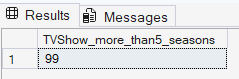 Results Messages
TVShow_more_than5_seasons
1 99